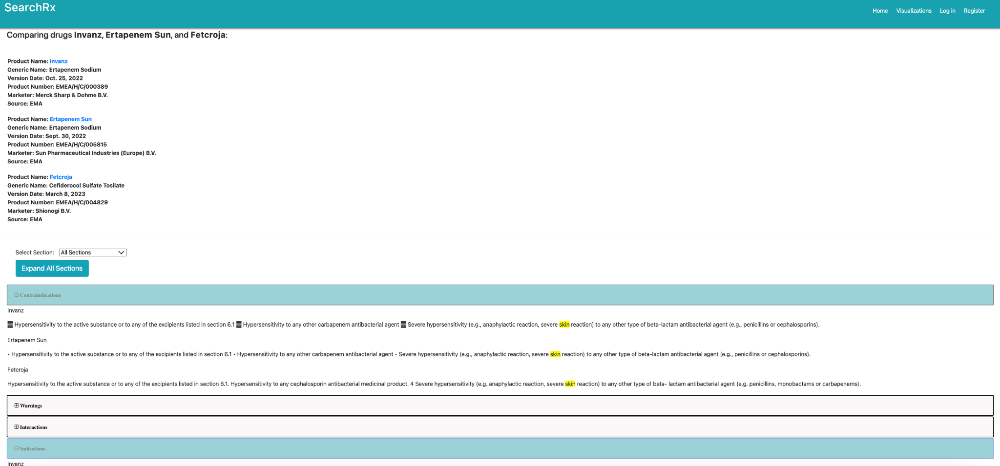 SearchRx
Home Visualizations Log in Register
Comparing drugs Invanz, Ertapenem Sun, and Fetcroja:
Product Name: Invanz
Generic Name: Ertapenem Sodium
Version Date: Oct. 25, 2022
Product Number: EMEA/H/C/000389
Marketer: Merck Sharp & Dohme B.V.
Source: EMA
Product Name: Ertapenem Sun
Generic Name: Ertapenem Sodium
Version Date: Sept. 30, 2022
Product Number: EMEA/H/C/005815
Marketer: Sun Pharmaceutical Industries (Europe) B.V.
Source: EMA
Product Name: Fetcroja
Generic Name: Cefiderocol Sulfate Tosilate
Version Date: March 8, 2023
Product Number: EMEA/H/C/004829
Marketer: Shionogi B.V.
Source: EMA
Select Section: All Sections
Expand All Sections
Contraindications
Invanz
▓ Hypersensitivity to the active substance or to any of the excipients listed in section 6.1 ▓ Hypersensitivity to any other carbapenem antibacterial agent ▓ Severe hypersensitivity (e.g., anaphylactic reaction, severe skin reaction) to any other type of beta-lactam antibacterial agent (e.g., penicillins or cephalosporins).
Ertapenem Sun
• Hypersensitivity to the active substance or to any of the excipients listed in section 6.1 • Hypersensitivity to any other carbapenem antibacterial agent • Severe hypersensitivity (e.g., anaphylactic reaction, severe skin reaction) to any other type of beta-lactam antibacterial agent (e.g., penicillins or cephalosporins).
Fetcroja
Hypersensitivity to the active substance or to any of the excipients listed in section 6.1. Hypersensitivity to any cephalosporin antibacterial medicinal product. 4 Severe hypersensitivity (e.g. anaphylactic reaction, severe skin reaction) to any other type of beta- lactam antibacterial agent (e.g. penicillins, monobactams or carbapenems).
Warnings
Interactions
Indications
Invanz